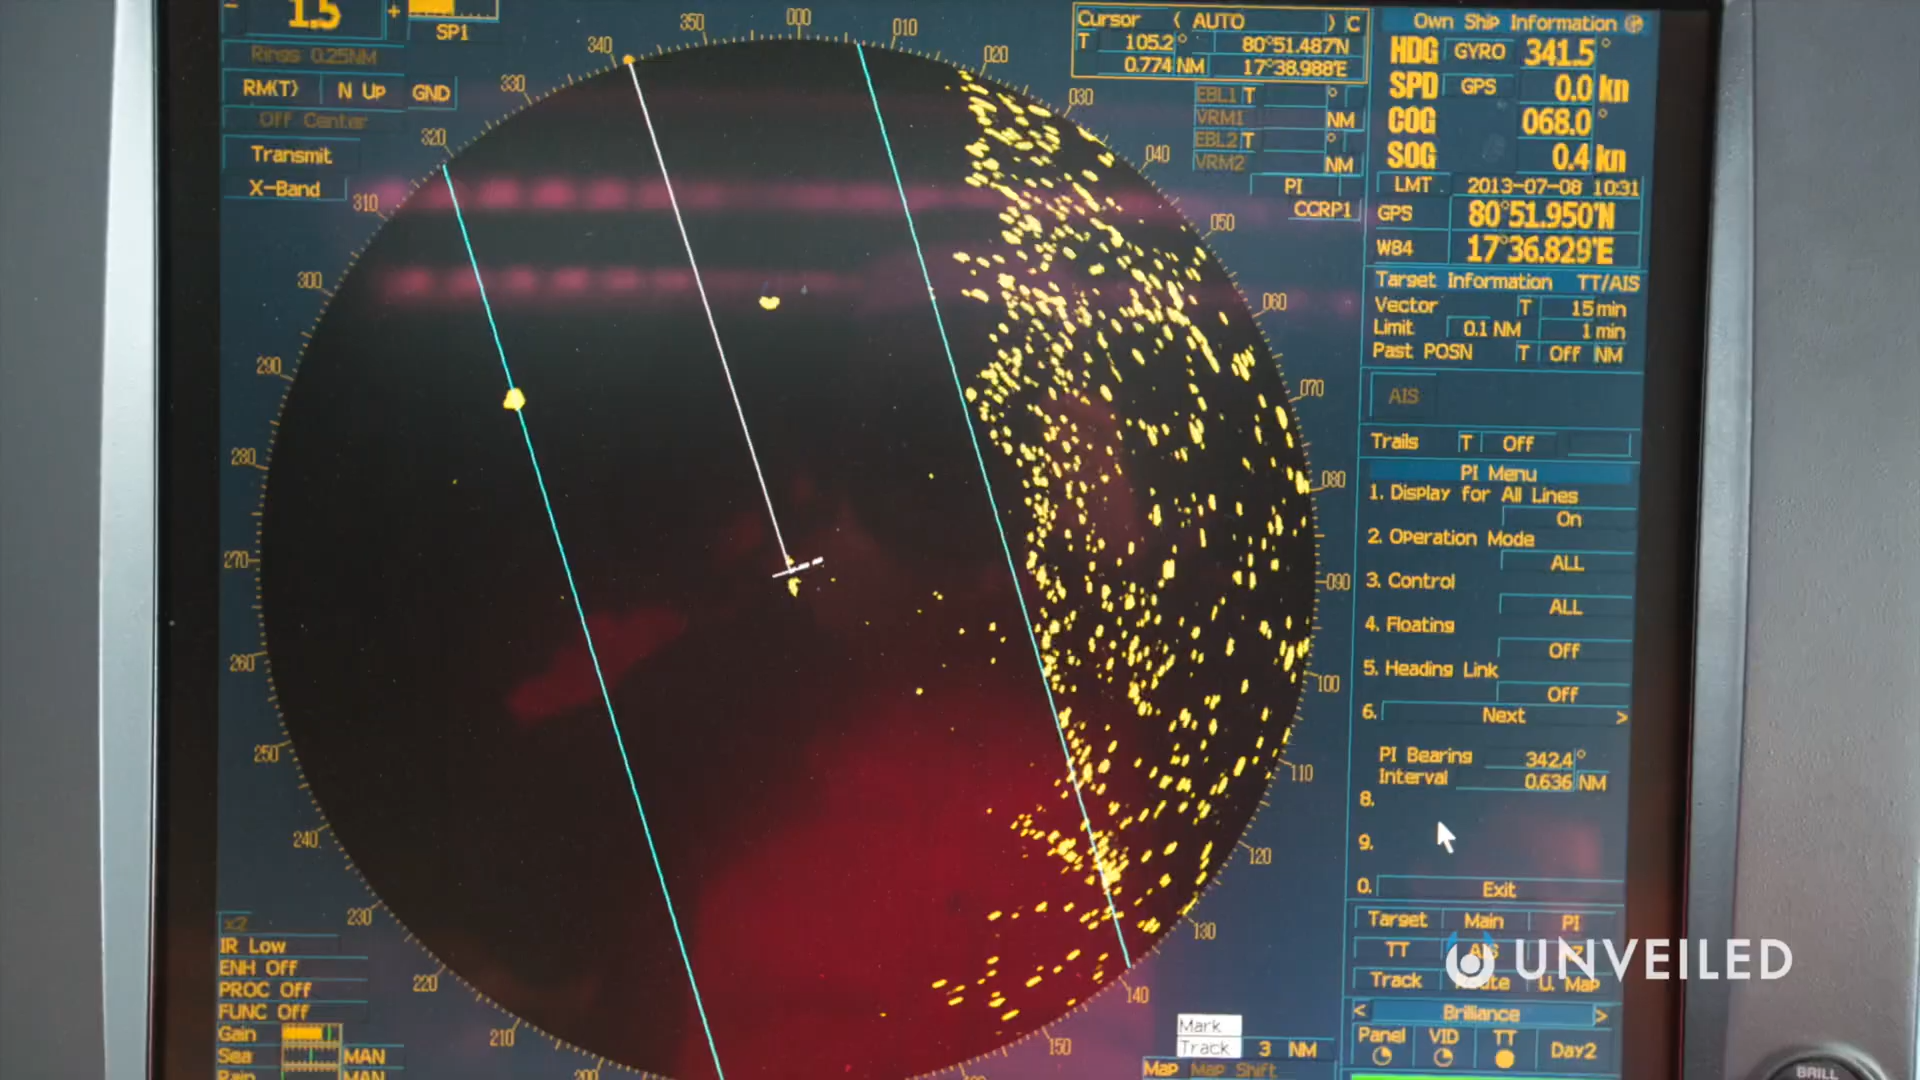 - 1.5 +
SP1
Rings 0.25NM
RM(T) N Up GND
Off Center
Transmit
X-Band
000 010 020 030 040 050 060 070 080 090 100 110 120 130 140 150
200 210 220 230 240 250 260 270 280 290 300 310 320 330 340 350
x2
IR Low
ENH Off
PROC Off
FUNC Off
Gain
Sea MAN
Rain MAN
Cursor ( AUTO ) C
T 105.2° 80°51.487'N
0.774 NM 17°38.988'E
EBL1 T °
VRM1 NM
EBL2 T °
VRM2 NM
PI
CCRP1
Own Ship Information
HDG GYRO 341.5°
SPD GPS 0.0 kn
COG 068.0°
SOG 0.4 kn
LMT 2013-07-08 10:31
GPS 80°51.950'N
W84 17°36.829'E
Target Information TT/AIS
Vector T 15 min
Limit 0.1 NM 1 min
Past POSN T Off NM
AIS
Trails T Off
PI Menu
1. Display for All Lines
On
2. Operation Mode
ALL
3. Control
ALL
4. Floating
Off
5. Heading Link
Off
6. Next >
PI Bearing 342.4°
Interval 0.636 NM
8.
9.
0. Exit
Target Main PI
TT AIS
Track U. Map
UNVEILED
< Brilliance >
Panel VID TT Day2
Mark
Track 3 NM
Map Map Shift
BRILL